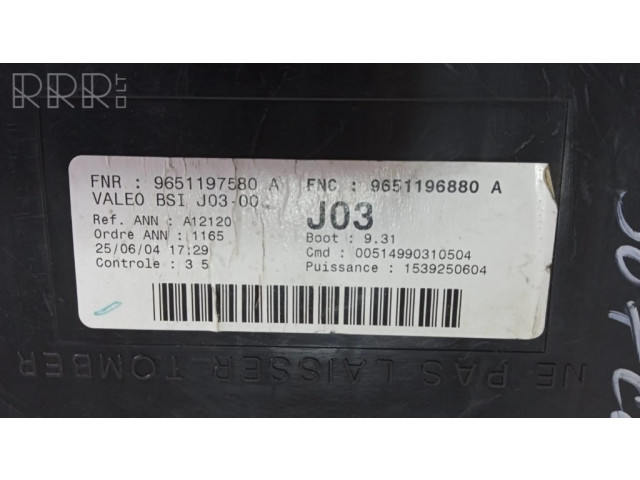 RRR.LT
FNR : 9651197580 A FNC : 9651196880 A
VALEO BSI J03-00 J03
Ref. ANN : A12120
Ordre ANN : 1165 Boot : 9.31
25/06/04 17:29 Cmd : 00514990310504
Controle : 3 5 Puissance : 1539250604
NE PAS LAISSER TOMBER